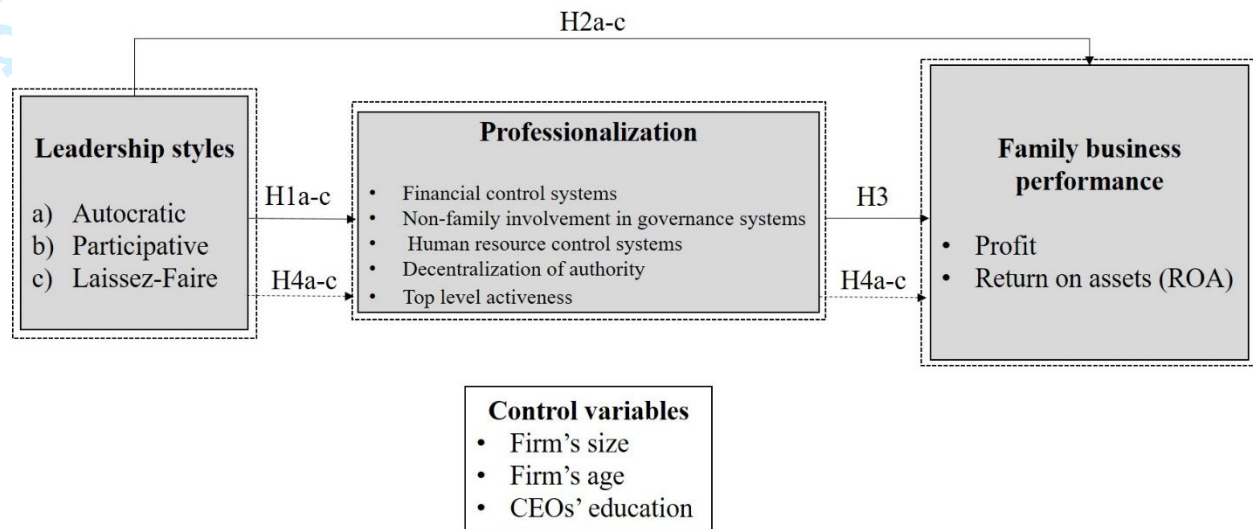 H2a-c
Leadership styles
a) Autocratic
b) Participative
c) Laissez-Faire
H1a-c
H4a-c
Professionalization
• Financial control systems
• Non-family involvement in governance systems
• Human resource control systems
• Decentralization of authority
• Top level activeness
H3
H4a-c
Family business
performance
• Profit
• Return on assets (ROA)
Control variables
• Firm's size
• Firm's age
• CEOs' education